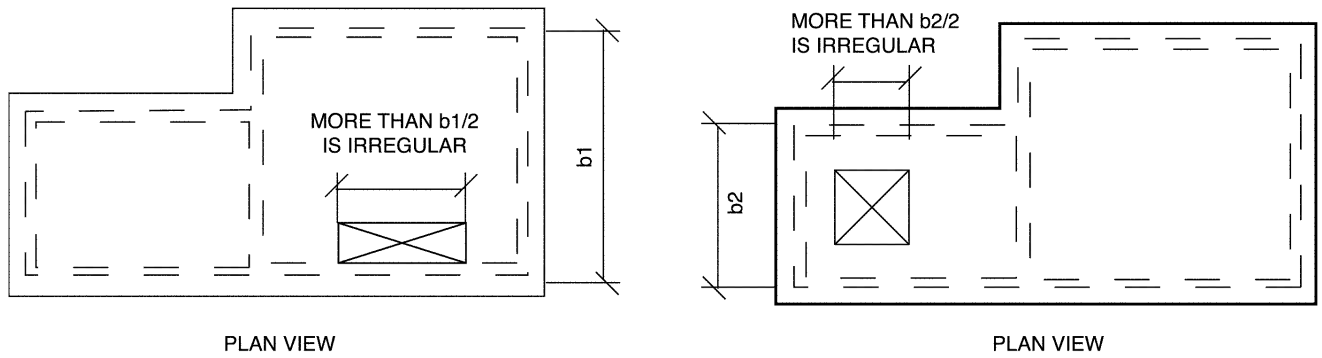 MORE THAN b1/2
IS IRREGULAR
b1
PLAN VIEW
MORE THAN b2/2
IS IRREGULAR
b2
PLAN VIEW